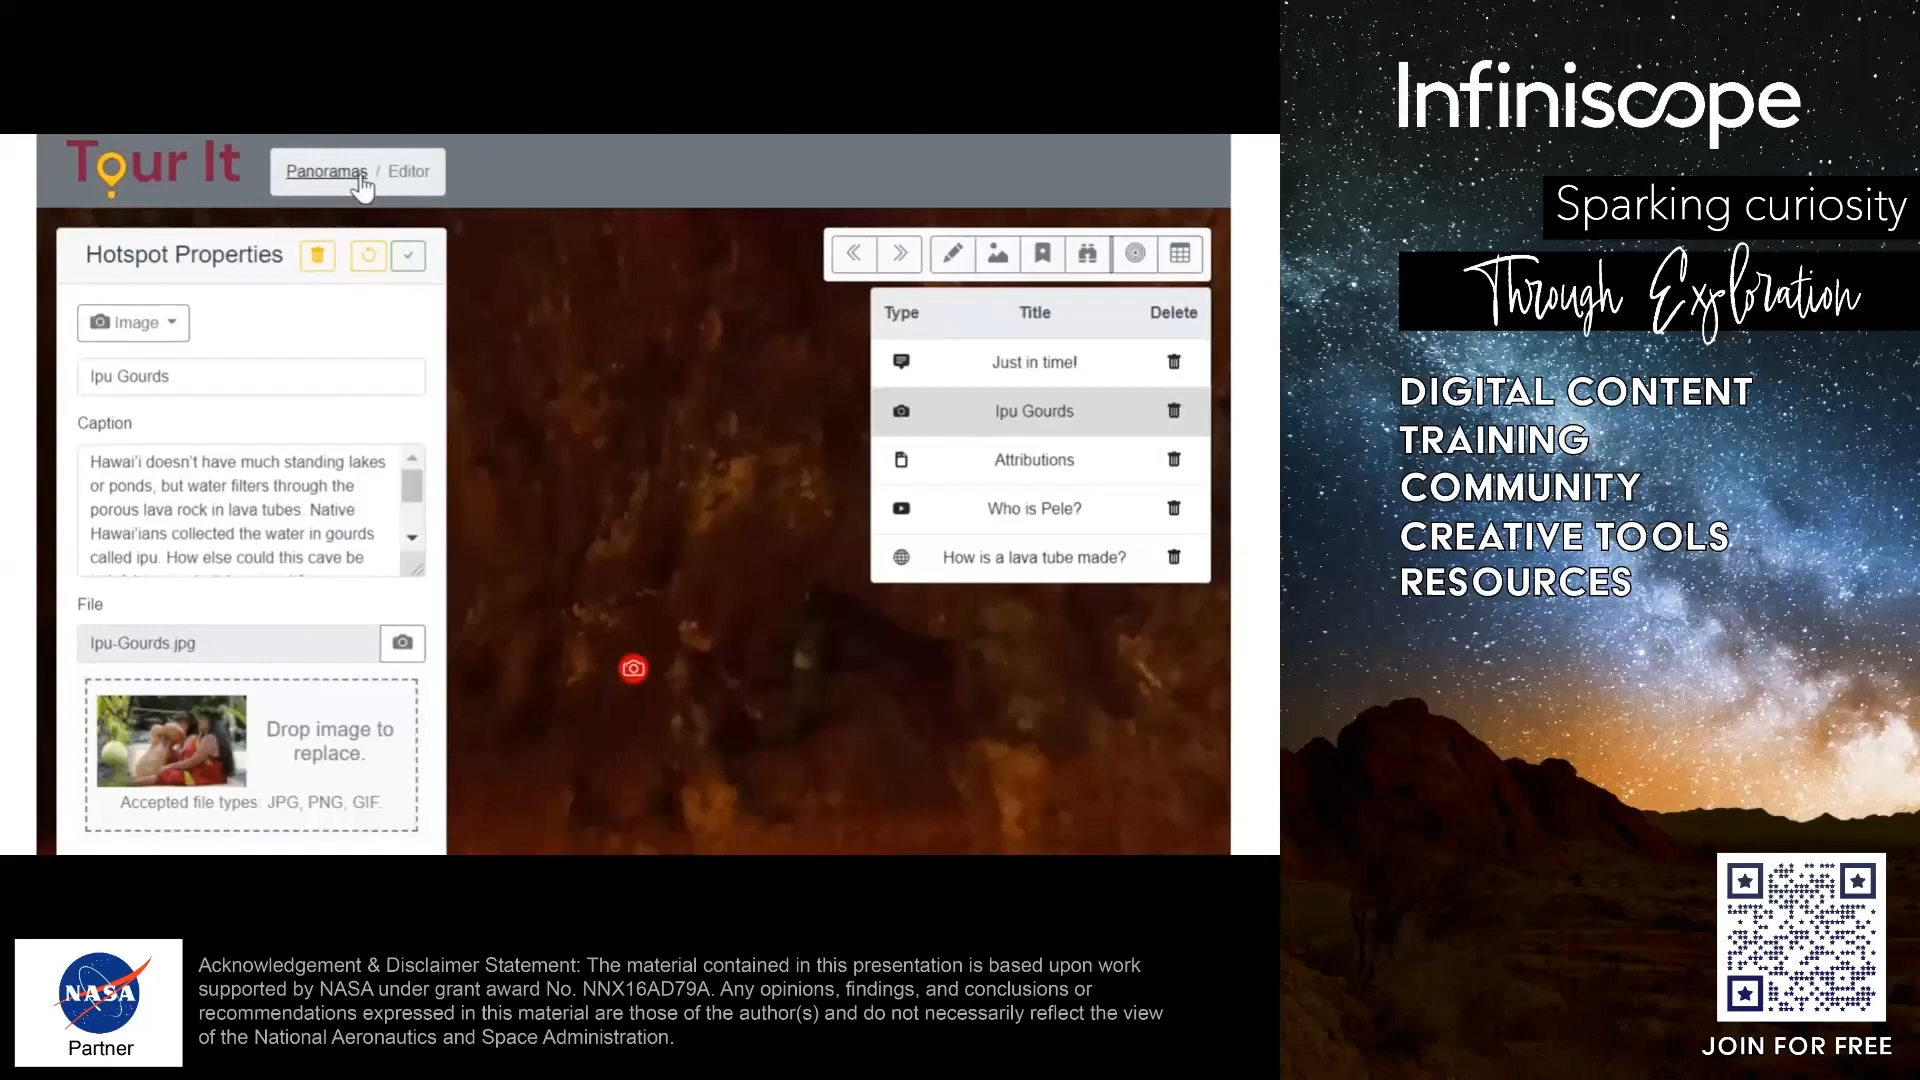 Tour It
Panoramas / Editor
Hotspot Properties
Image
Ipu Gourds
Caption
Hawai'i doesn't have much standing lakes
or ponds, but water filters through the
porous lava rock in lava tubes. Native
Hawai'ians collected the water in gourds
called ipu. How else could this cave be
File
Ipu-Gourds.jpg
Drop image to
replace.
Accepted file types: JPG, PNG, GIF.
Type Title Delete
Just in time!
Ipu Gourds
Attributions
Who is Pele?
How is a lava tube made?
Infiniscope
Sparking curiosity
Through Exploration
DIGITAL CONTENT
TRAINING
COMMUNITY
CREATIVE TOOLS
RESOURCES
JOIN FOR FREE
NASA
Partner
Acknowledgement & Disclaimer Statement: The material contained in this presentation is based upon work
supported by NASA under grant award No. NNX16AD79A. Any opinions, findings, and conclusions or
recommendations expressed in this material are those of the author(s) and do not necessarily reflect the view
of the National Aeronautics and Space Administration.